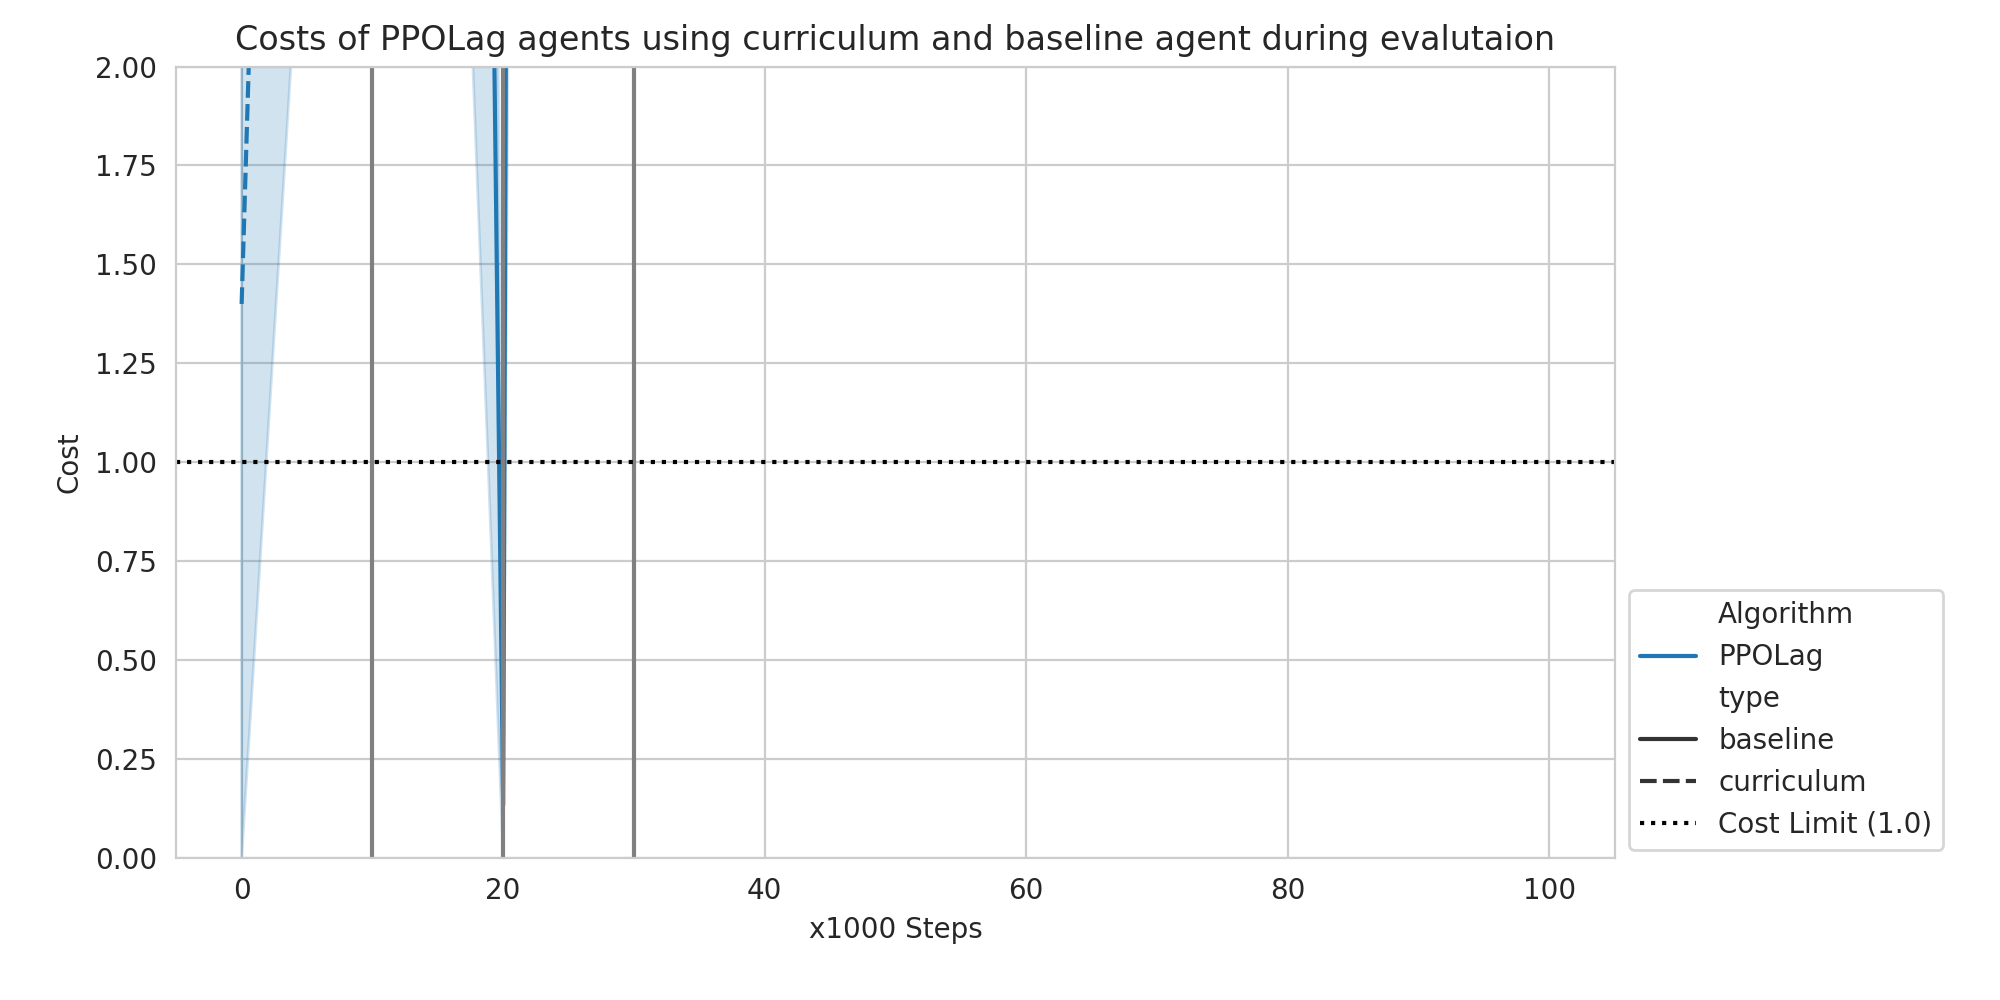 Costs of PPOLag agents using curriculum and baseline agent during evalutaion
2.00
1.75
1.50
1.25
1.00
0.75
0.50
0.25
0.00
Cost
0 20 40 60 80 100
x1000 Steps
Algorithm
PPOLag
type
baseline
curriculum
Cost Limit (1.0)